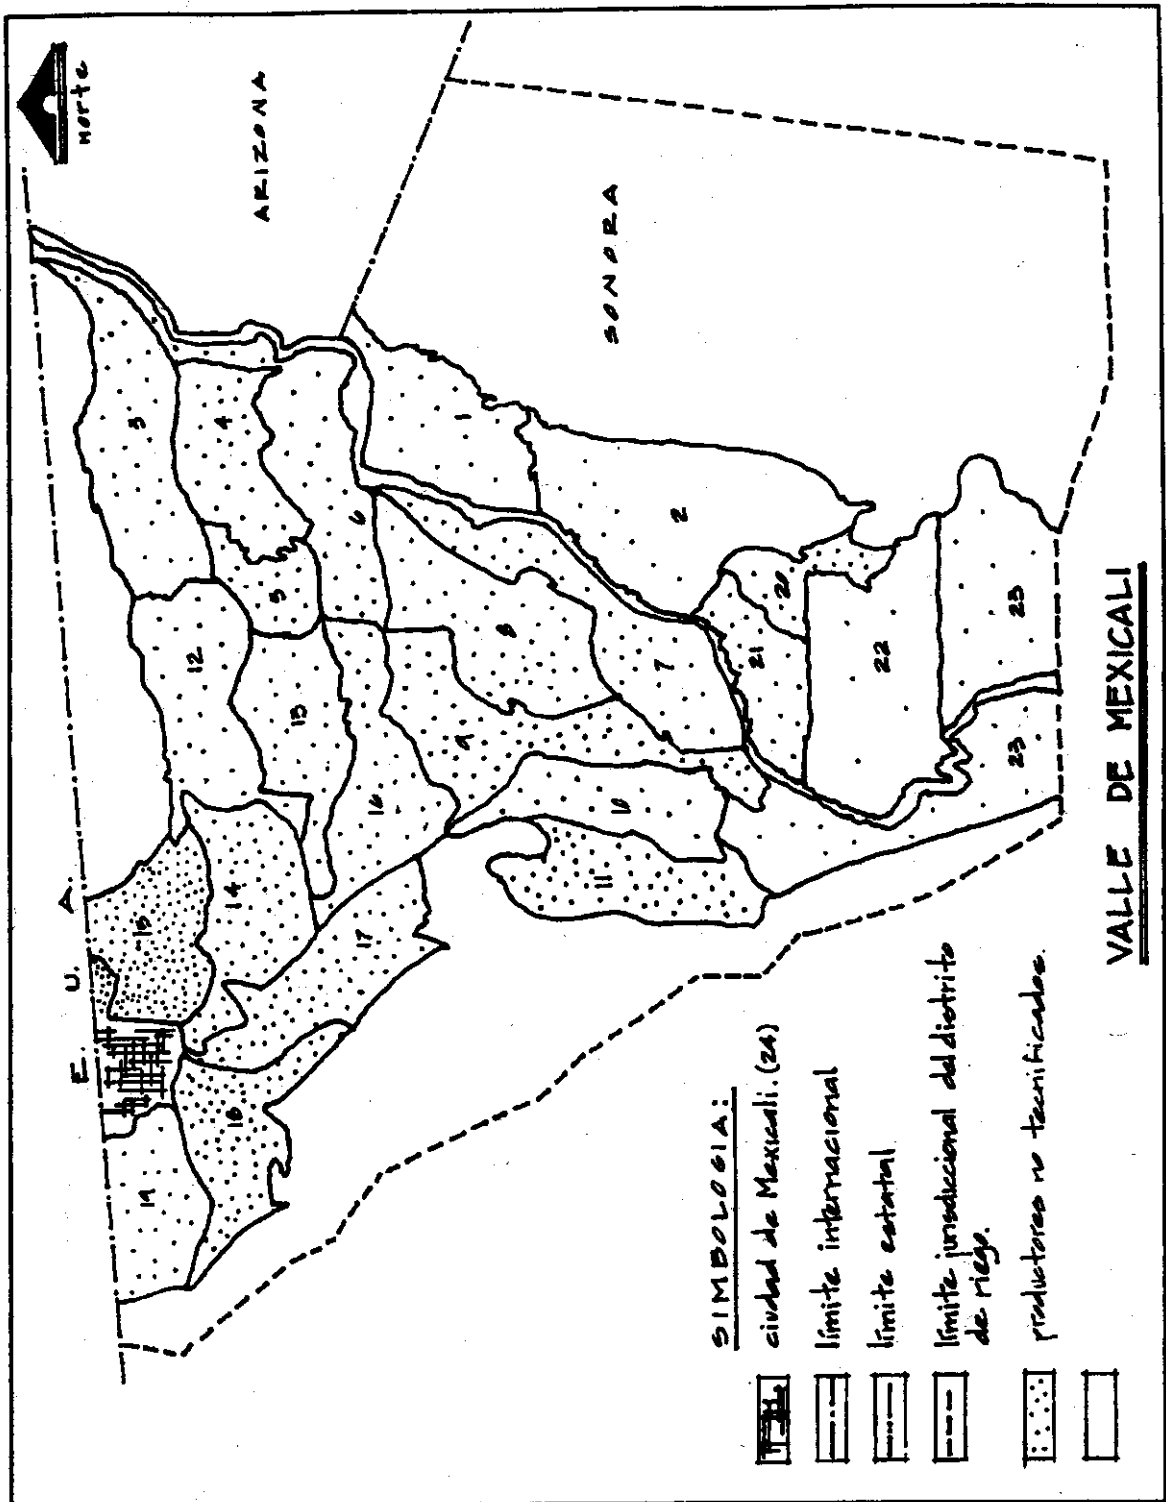 Norte
E. U. A.
ARIZONA
SONORA
3
4
5
12
13
6
1
2
8
7
9
16
10
11
14
15
17
18
19
20
21
22
23
23
SIMBOLOGIA:
ciudad de Mexicali. (24)
límite internacional
límite estatal
límite jurisdiccional del distrito
de riego.
productores no tecnificados.
VALLE DE MEXICALI